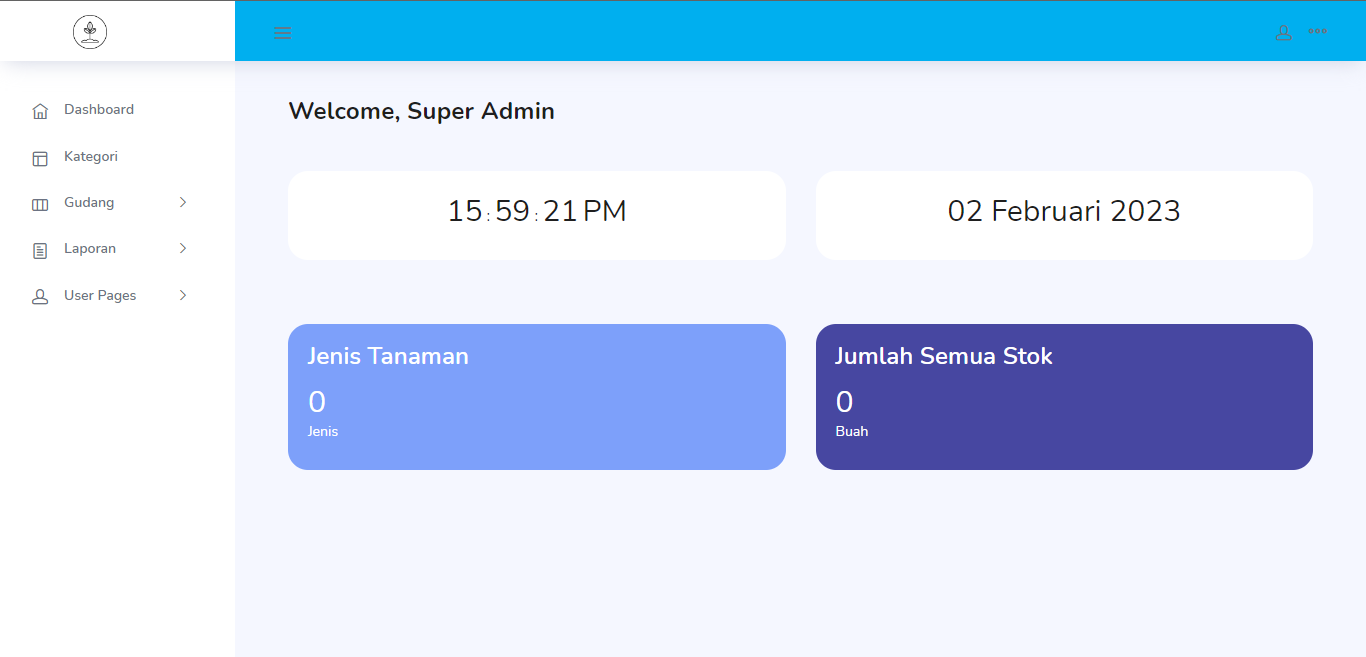 Dashboard
Kategori
Gudang
Laporan
User Pages
Welcome, Super Admin
15 : 59 : 21 PM
02 Februari 2023
Jenis Tanaman
0
Jenis
Jumlah Semua Stok
0
Buah